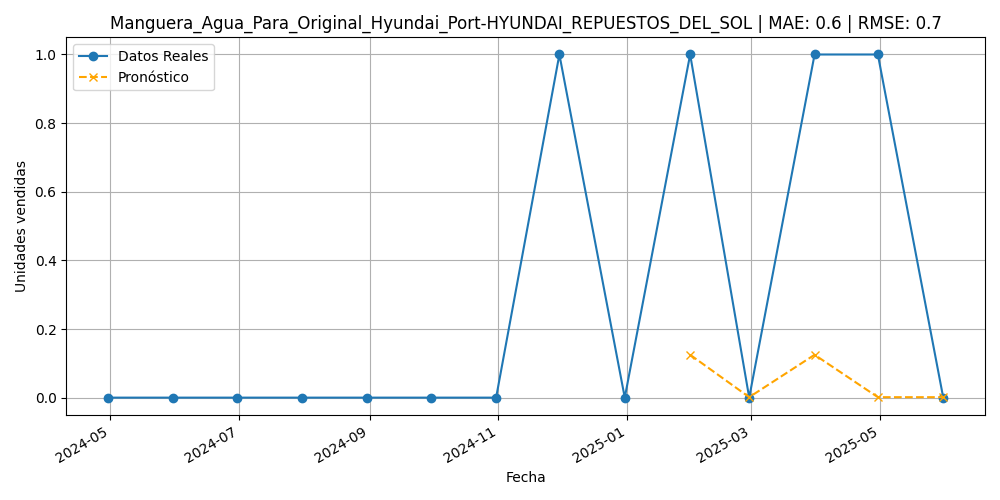 Manguera_Agua_Para_Original_Hyundai_Port-HYUNDAI_REPUESTOS_DEL_SOL | MAE: 0.6 | RMSE: 0.7
Datos Reales
Pronóstico
1.0
0.8
0.6
0.4
0.2
0.0
Unidades vendidas
2024-05
2024-07
2024-09
2024-11
2025-01
2025-03
2025-05
Fecha